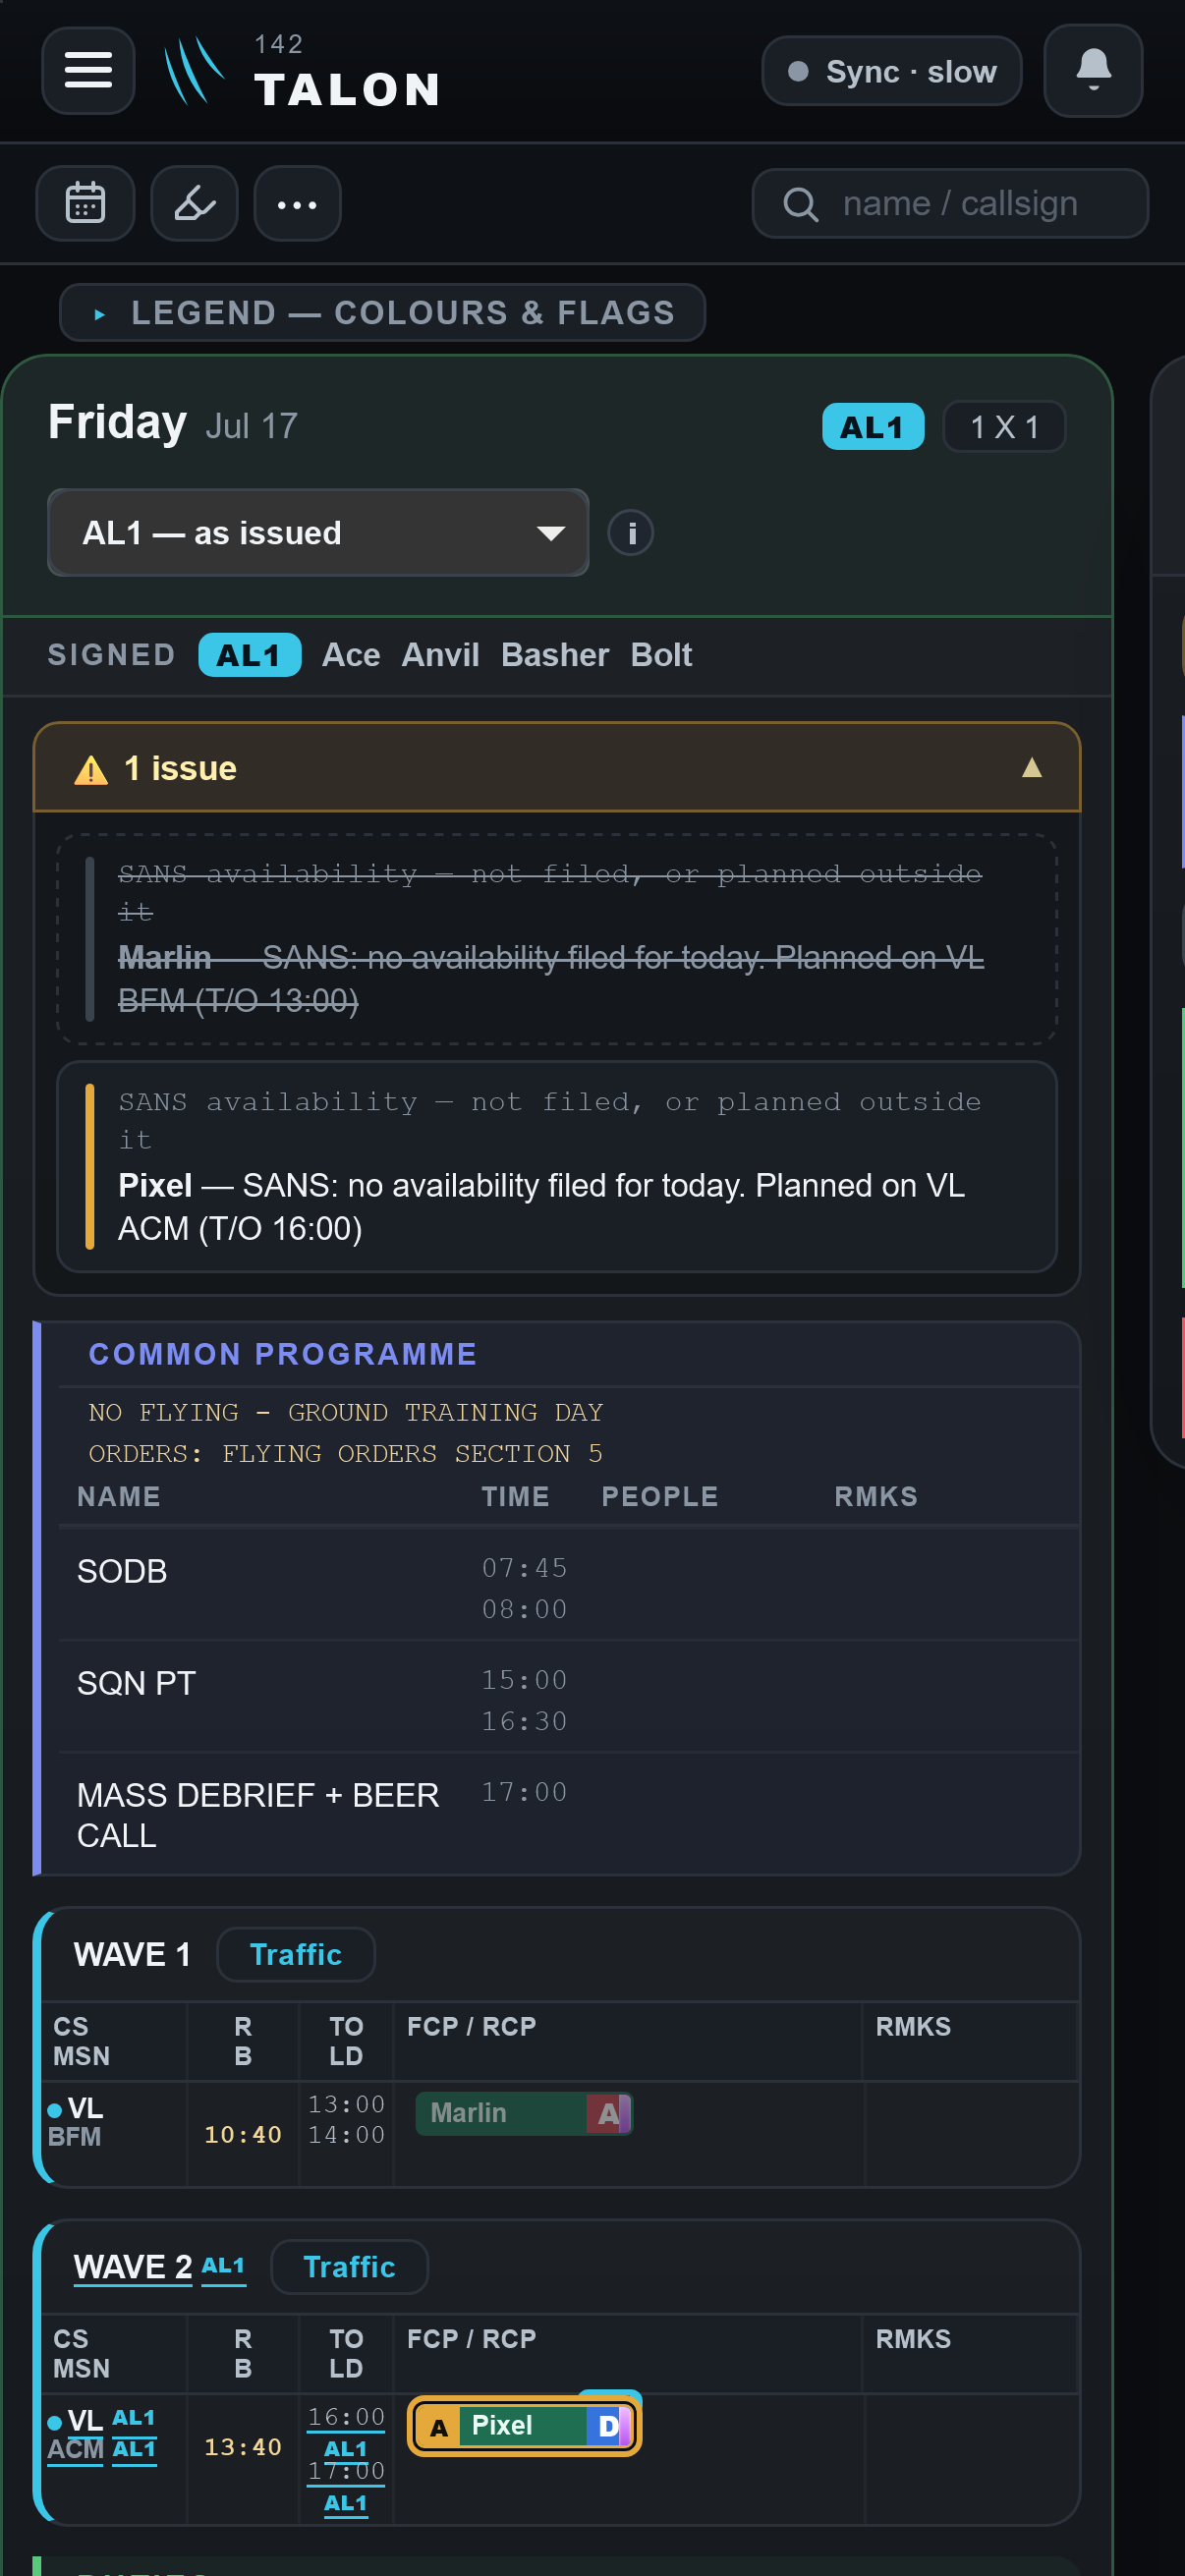 142
TALON
Sync · slow
name / callsign
▸ LEGEND — COLOURS & FLAGS
Friday Jul 17
AL1
1 X 1
AL1 — as issued
i
SIGNED AL1 Ace Anvil Basher Bolt
1 issue
SANS availability — not filed, or planned outside
it
Marlin — SANS: no availability filed for today. Planned on VL
BFM (T/O 13:00)
SANS availability — not filed, or planned outside
it
Pixel — SANS: no availability filed for today. Planned on VL
ACM (T/O 16:00)
COMMON PROGRAMME
NO FLYING - GROUND TRAINING DAY
ORDERS: FLYING ORDERS SECTION 5
NAME TIME PEOPLE RMKS
SODB 07:45
08:00
SQN PT 15:00
16:30
MASS DEBRIEF + BEER 17:00
CALL
WAVE 1 Traffic
CS R TO FCP / RCP RMKS
MSN B LD
VL 13:00 Marlin A
BFM 10:40 14:00
WAVE 2 AL1 Traffic
CS R TO FCP / RCP RMKS
MSN B LD
VL AL1 16:00 A Pixel D
ACM AL1 13:40 AL1
17:00
AL1